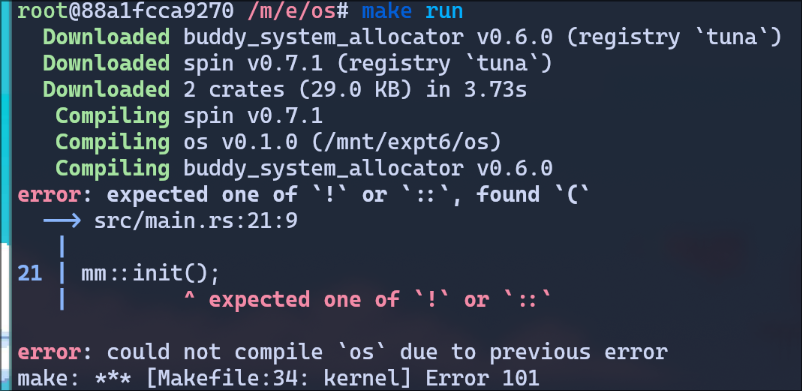 root@88a1fcca9270 /m/e/os# make run
Downloaded buddy_system_allocator v0.6.0 (registry `tuna`)
Downloaded spin v0.7.1 (registry `tuna`)
Downloaded 2 crates (29.0 KB) in 3.73s
Compiling spin v0.7.1
Compiling os v0.1.0 (/mnt/expt6/os)
Compiling buddy_system_allocator v0.6.0
error: expected one of `!` or `::`, found `(`
--> src/main.rs:21:9
|
21 | mm::init();
| ^ expected one of `!` or `::`
error: could not compile `os` due to previous error
make: *** [Makefile:34: kernel] Error 101